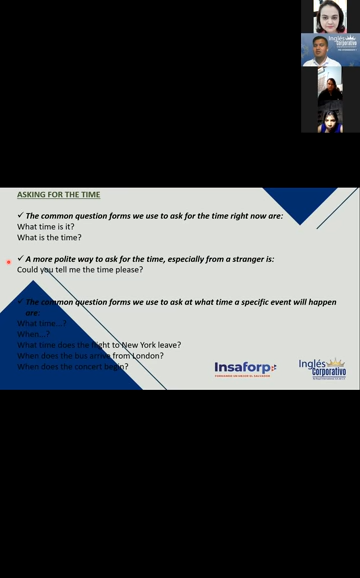 Inglés
Corporativo
ASKING FOR THE TIME
✓ The common question forms we use to ask for the time right now are:
What time is it?
What is the time?
✓ A more polite way to ask for the time, especially from a stranger is:
Could you tell me the time please?
✓ The common question forms we use to ask at what time a specific event will happen
are:
What time...?
When...?
What time does the flight to New York leave?
When does the bus arrive from London?
When does the concert begin?
Insaforp
Inglés
Corporativo